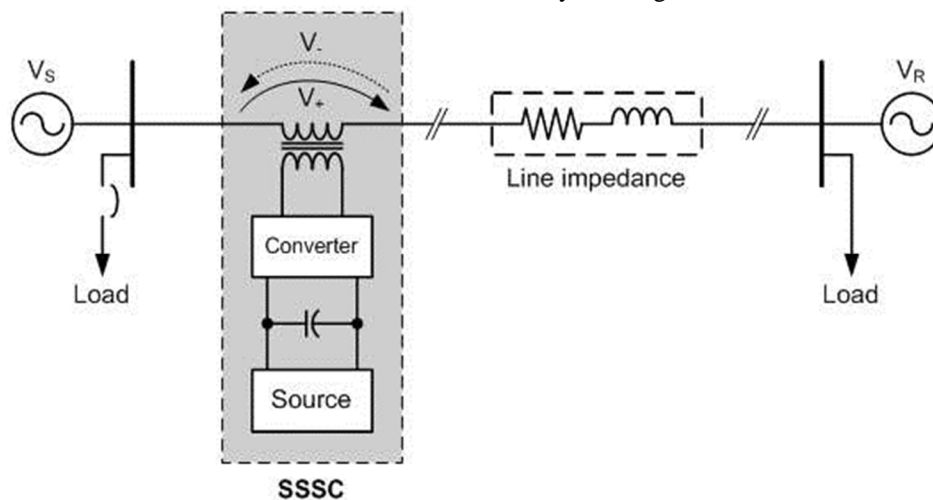 V-
V+
VS
VR
Line impedance
Converter
Load
Load
Source
SSSC